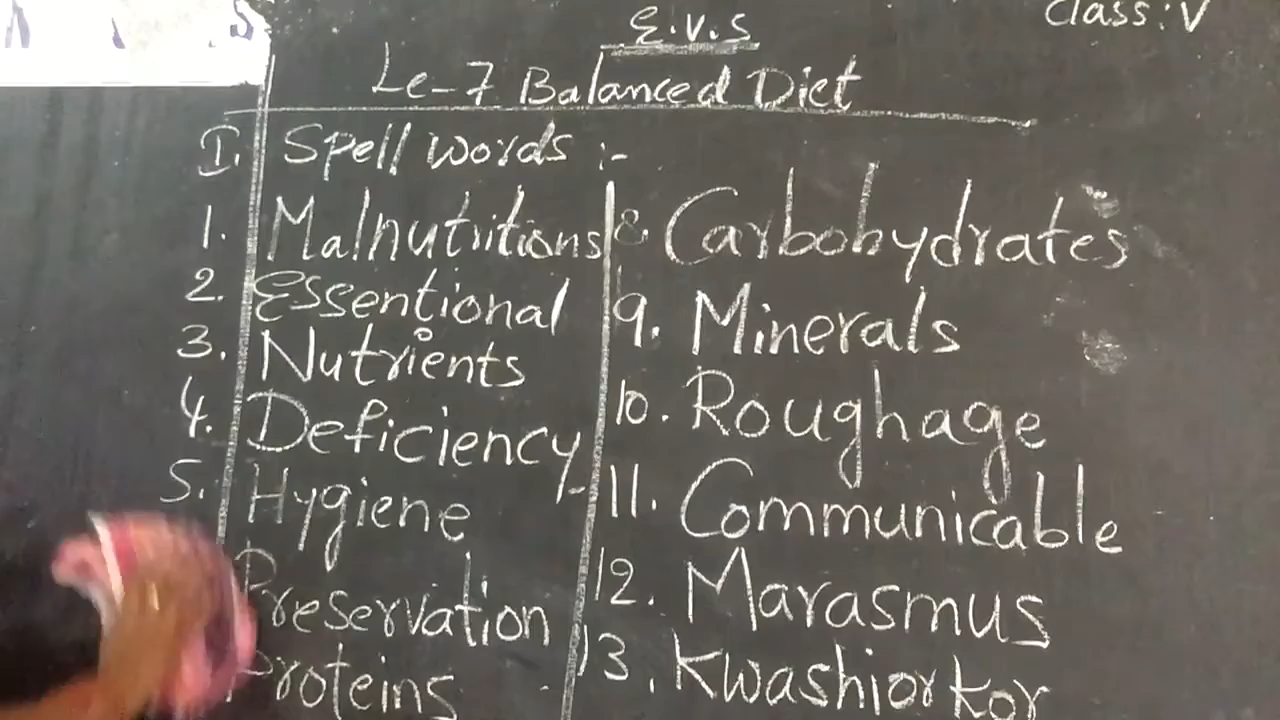 E.V.S
Class: V
Le-7 Balanced Diet
I. Spell words :-
1. Malnutritions
2. Essentional
3. Nutrients
4. Deficiency
5. Hygiene
Preservation
Proteins
8. Carbohydrates
9. Minerals
10. Roughage
11. Communicable
12. Marasmus
13. Kwashiorkor